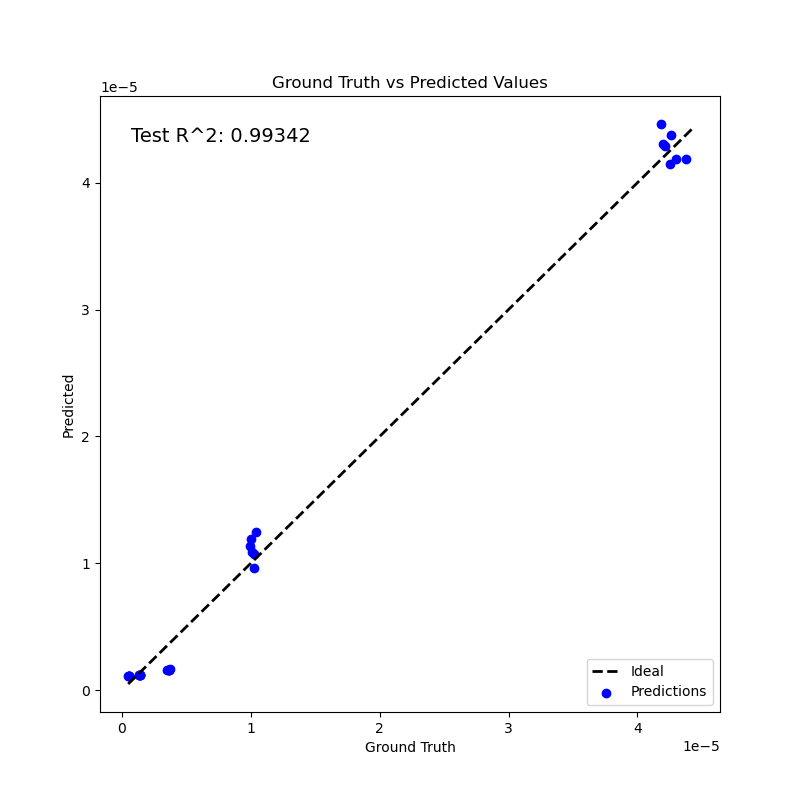 Ground Truth vs Predicted Values
1e−5
Test R^2: 0.99342
4
3
2
1
0
Predicted
Ideal
Predictions
0 1 2 3 4
Ground Truth
1e−5